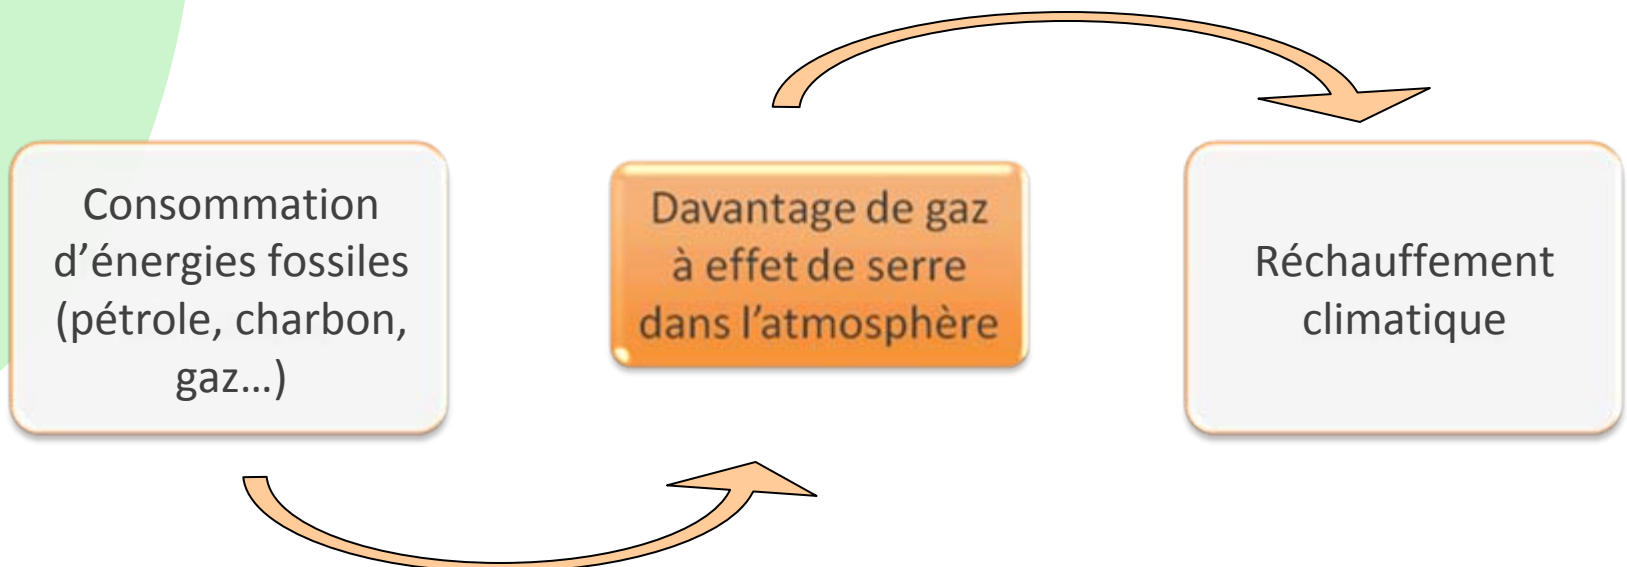 Consommation
d’énergies fossiles
(pétrole, charbon,
gaz…)
Davantage de gaz
à effet de serre
dans l’atmosphère
Réchauffement
climatique